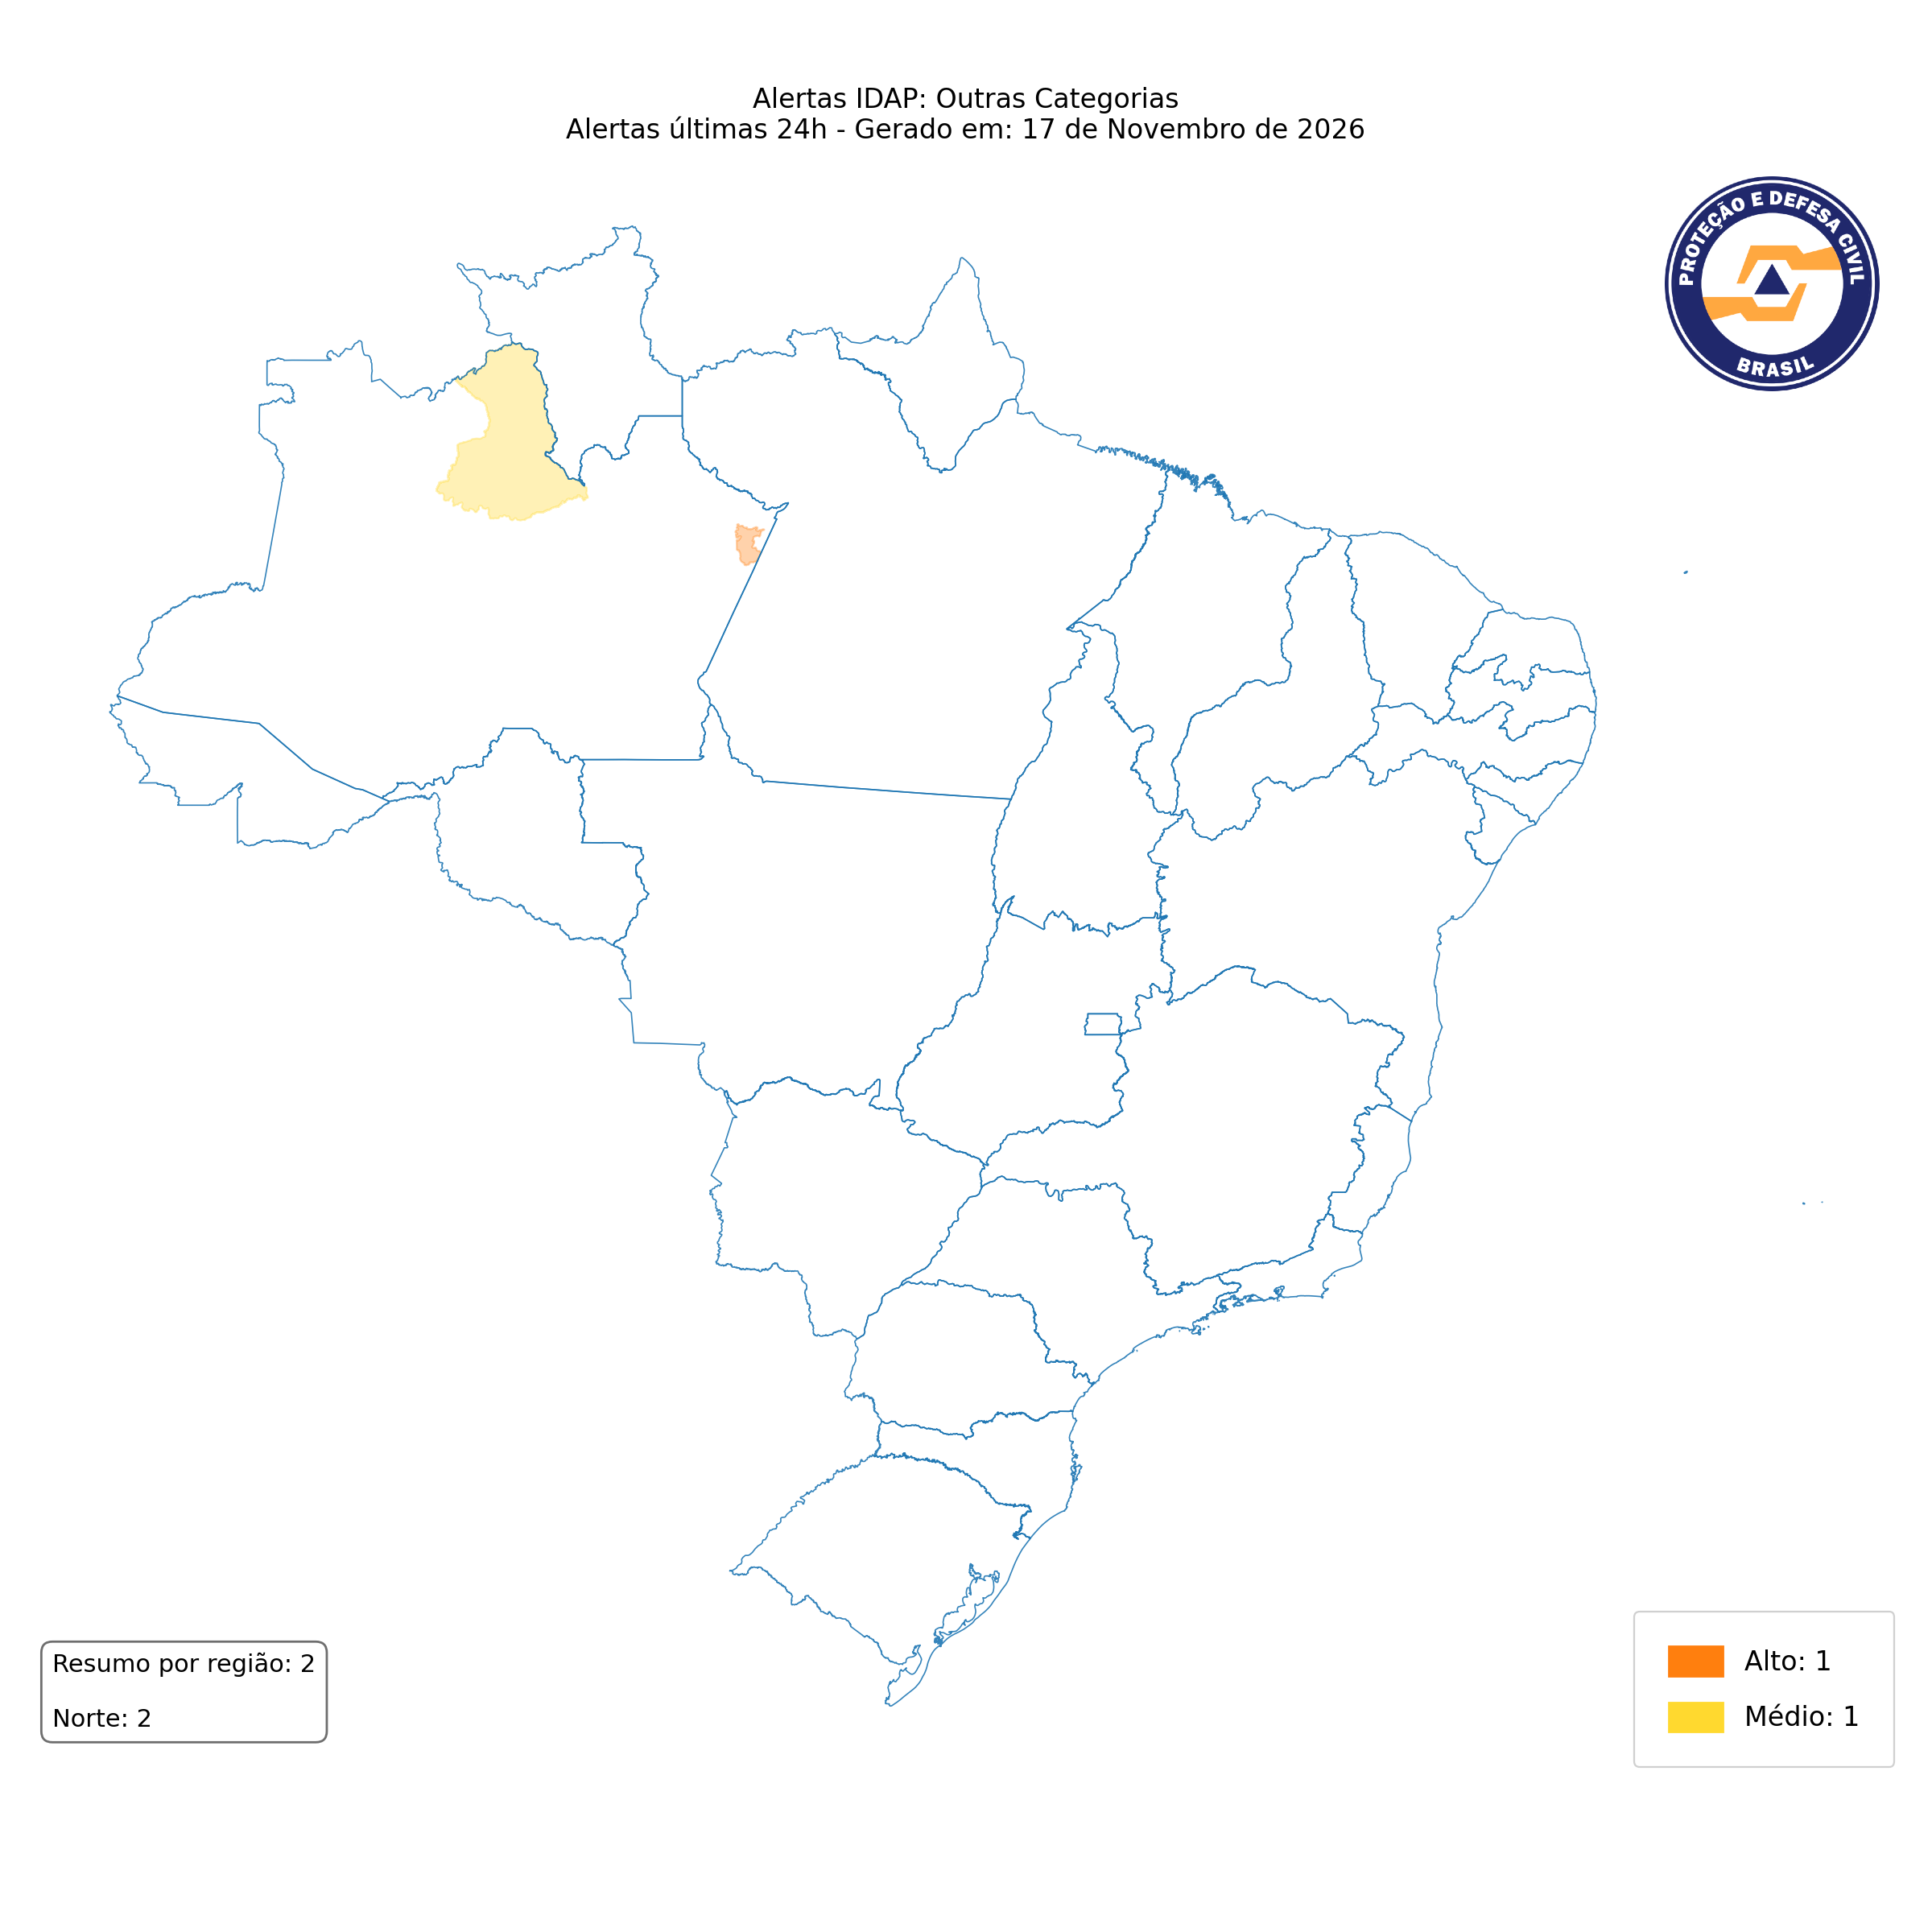 Alertas IDAP: Outras Categorias
Alertas últimas 24h - Gerado em: 17 de Novembro de 2026
PROTEÇÃO E DEFESA CIVIL
BRASIL
Resumo por região: 2
Norte: 2
Alto: 1
Médio: 1